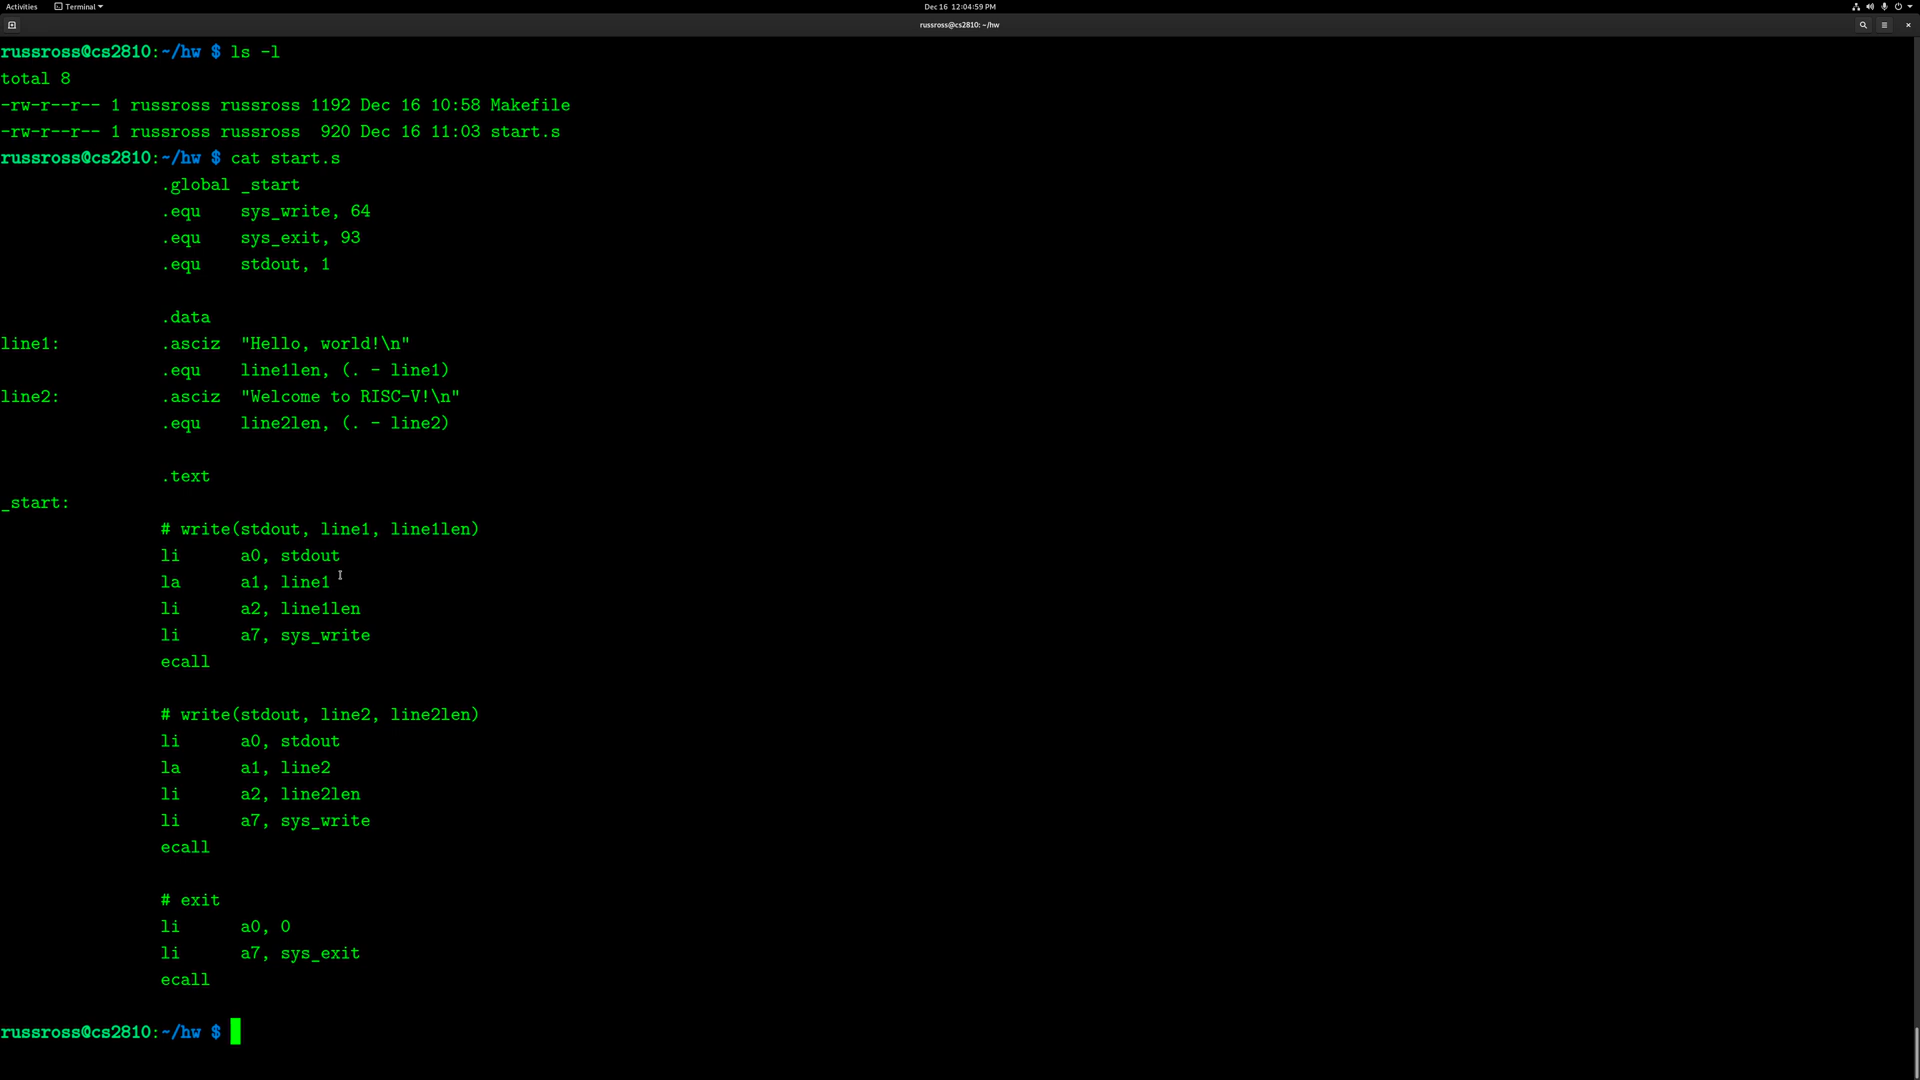 Activities Terminal Dec 16 12:04:59 PM
russross@cs2810: ~/hw
russross@cs2810:~/hw $ ls -l
total 8
-rw-r--r-- 1 russross russross 1192 Dec 16 10:58 Makefile
-rw-r--r-- 1 russross russross  920 Dec 16 11:03 start.s
russross@cs2810:~/hw $ cat start.s
                .global _start
                .equ    sys_write, 64
                .equ    sys_exit, 93
                .equ    stdout, 1

                .data
line1:          .asciz  "Hello, world!\n"
                .equ    line1len, (. - line1)
line2:          .asciz  "Welcome to RISC-V!\n"
                .equ    line2len, (. - line2)

                .text
_start:
                # write(stdout, line1, line1len)
                li      a0, stdout
                la      a1, line1
                li      a2, line1len
                li      a7, sys_write
                ecall

                # write(stdout, line2, line2len)
                li      a0, stdout
                la      a1, line2
                li      a2, line2len
                li      a7, sys_write
                ecall

                # exit
                li      a0, 0
                li      a7, sys_exit
                ecall

russross@cs2810:~/hw $